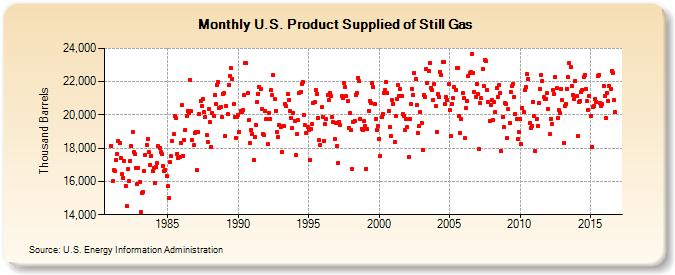 Monthly U.S. Product Supplied of Still Gas
Thousand Barrels
24,000
22,000
20,000
18,000
16,000
14,000
1985 1990 1995 2000 2005 2010 2015
Source: U.S. Energy Information Administration